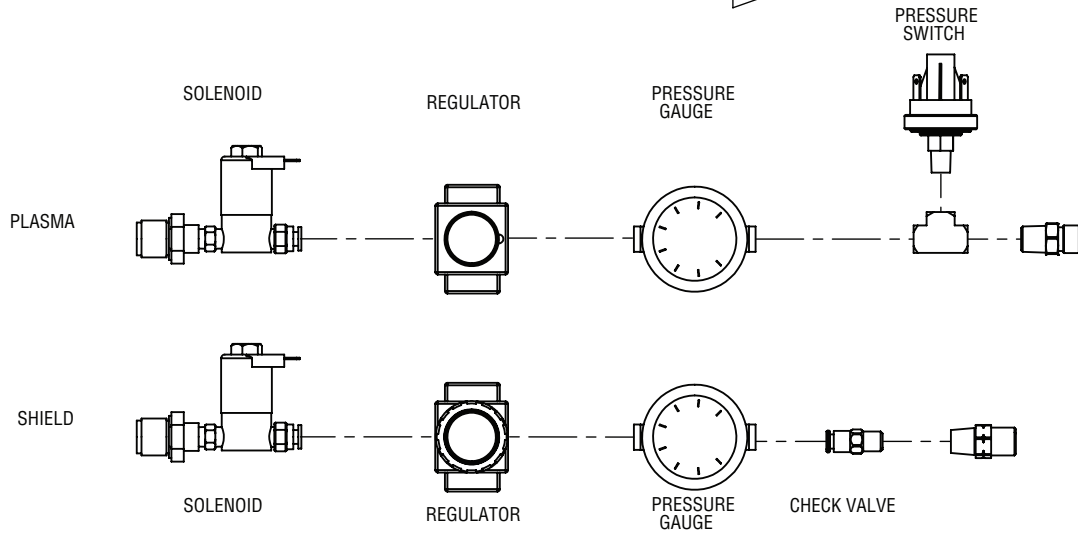 PRESSURE
SWITCH
SOLENOID
REGULATOR
PRESSURE
GAUGE
PLASMA
SHIELD
SOLENOID
REGULATOR
PRESSURE
GAUGE
CHECK VALVE